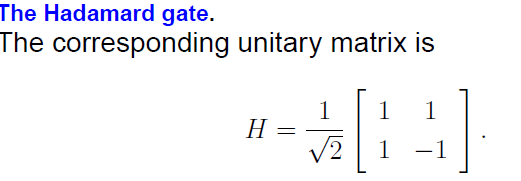 The Hadamard gate.
The corresponding unitary matrix is
H = 1/√2 [ 1 1
1 −1 ] .